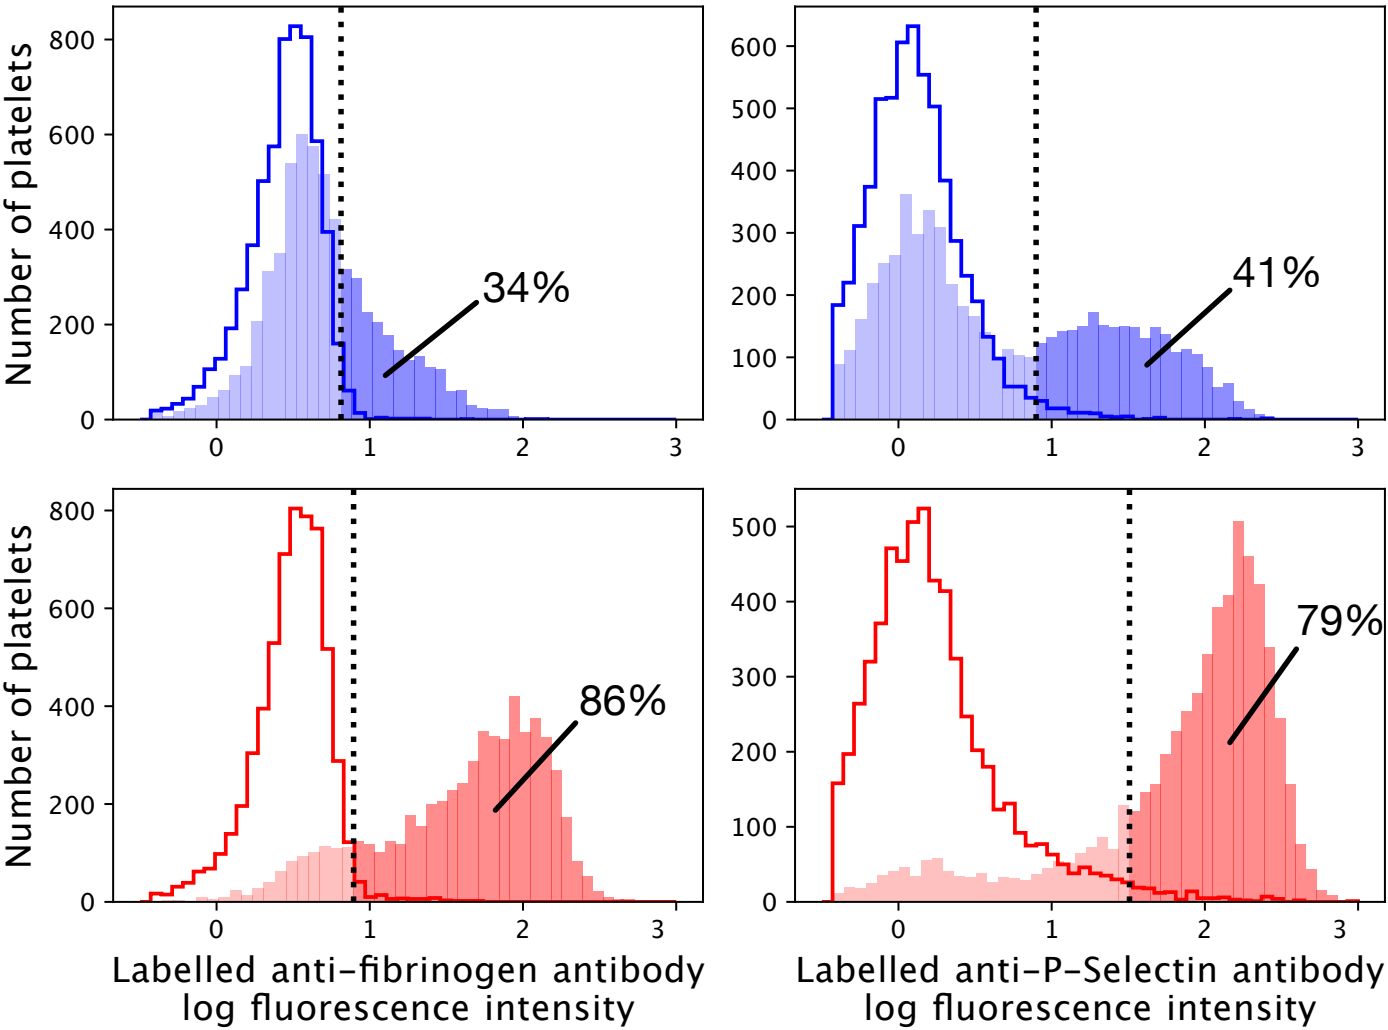 Number of platelets
800
600
400
200
0
0 1 2 3
34%
600
500
400
300
200
100
0
0 1 2 3
41%
Number of platelets
800
600
400
200
0
0 1 2 3
86%
Labelled anti-fibrinogen antibody
log fluorescence intensity
500
400
300
200
100
0
0 1 2 3
79%
Labelled anti-P-Selectin antibody
log fluorescence intensity